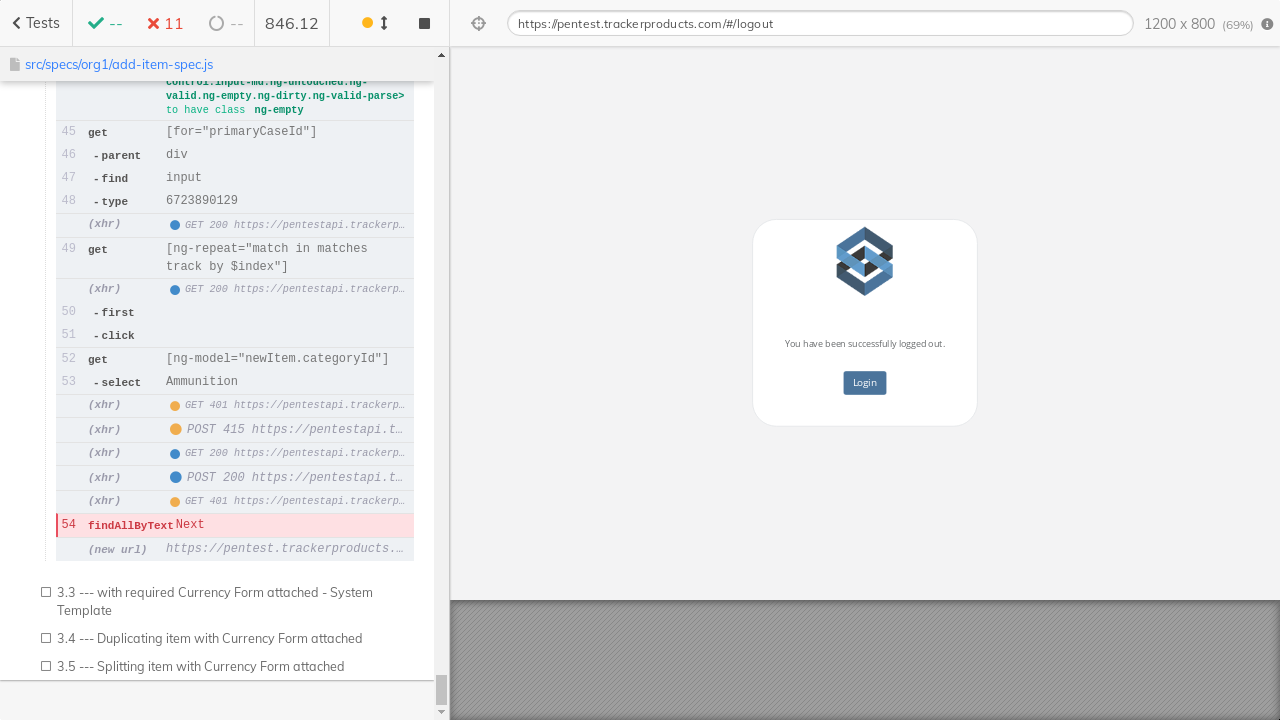 Tests
--
11
--
846.12
https://pentest.trackerproducts.com/#/logout
1200 x 800 (69%)
src/specs/org1/add-item-spec.js
control.input-md.ng-untouched.ng-
valid.ng-empty.ng-dirty.ng-valid-parse>
to have class ng-empty
45 get [for="primaryCaseId"]
46 - parent div
47 - find input
48 - type 6723890129
(xhr) GET 200 https://pentestapi.trackerp…
49 get [ng-repeat="match in matches
track by $index"]
(xhr) GET 200 https://pentestapi.trackerp…
50 - first
51 - click
52 get [ng-model="newItem.categoryId"]
53 - select Ammunition
(xhr) GET 401 https://pentestapi.trackerp…
(xhr) POST 415 https://pentestapi.t…
(xhr) GET 200 https://pentestapi.trackerp…
(xhr) POST 200 https://pentestapi.t…
(xhr) GET 401 https://pentestapi.trackerp…
54 findAllByText Next
(new url) https://pentest.trackerproducts.…
3.3 --- with required Currency Form attached - System
Template
3.4 --- Duplicating item with Currency Form attached
3.5 --- Splitting item with Currency Form attached
You have been successfully logged out.
Login